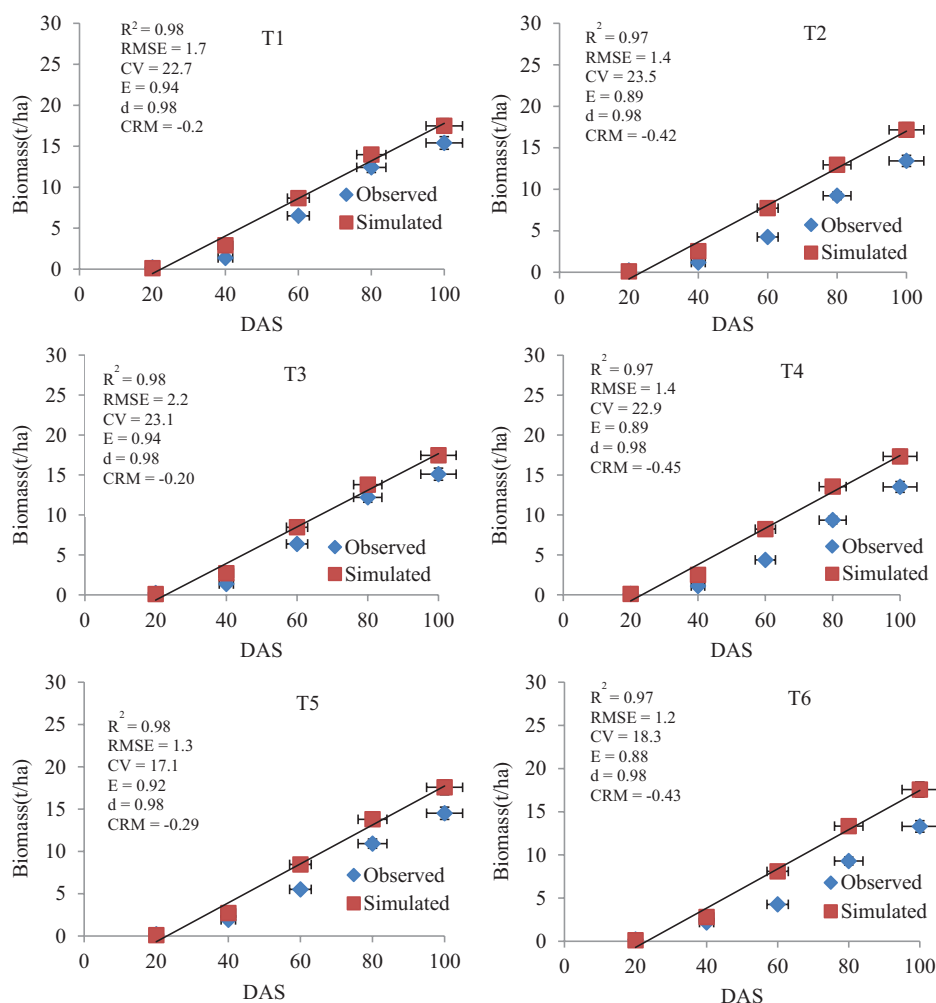 T1
R² = 0.98
RMSE = 1.7
CV = 22.7
E = 0.94
d = 0.98
CRM = -0.2
Biomass(t/ha)
30
25
20
15
10
5
0
Observed
Simulated
0 20 40 60 80 100
DAS
T2
R² = 0.97
RMSE = 1.4
CV = 23.5
E = 0.89
d = 0.98
CRM = -0.42
Biomass(t/ha)
30
25
20
15
10
5
0
Observed
Simulated
0 20 40 60 80 100
DAS
T3
R² = 0.98
RMSE = 2.2
CV = 23.1
E = 0.94
d = 0.98
CRM = -0.20
Biomass(t/ha)
30
25
20
15
10
5
0
Observed
Simulated
0 20 40 60 80 100
DAS
T4
R² = 0.97
RMSE = 1.4
CV = 22.9
E = 0.89
d = 0.98
CRM = -0.45
Biomass(t/ha)
30
25
20
15
10
5
0
Observed
Simulated
0 20 40 60 80 100
DAS
T5
R² = 0.98
RMSE = 1.3
CV = 17.1
E = 0.92
d = 0.98
CRM = -0.29
Biomass(t/ha)
30
25
20
15
10
5
0
Observed
Simulated
0 20 40 60 80 100
DAS
T6
R² = 0.97
RMSE = 1.2
CV = 18.3
E = 0.88
d = 0.98
CRM = -0.43
Biomass(t/ha)
30
25
20
15
10
5
0
Observed
Simulated
0 20 40 60 80 100
DAS